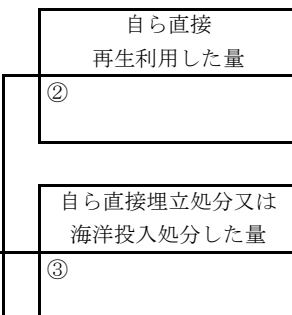 自ら直接
再生利用した量
②
自ら直接埋立処分又は
海洋投入処分した量
③